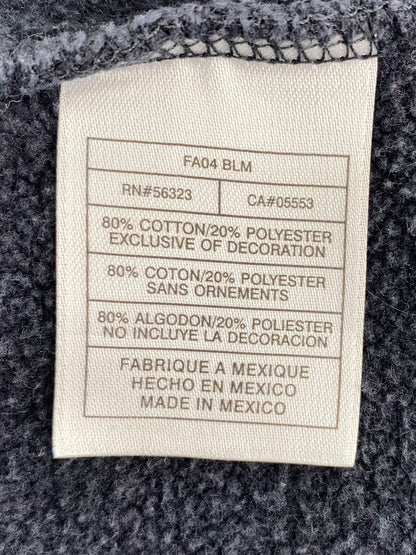 FA04 BLM
RN#56323 CA#05553
80% COTTON/20% POLYESTER
EXCLUSIVE OF DECORATION
80% COTON/20% POLYESTER
SANS ORNEMENTS
80% ALGODON/20% POLIESTER
NO INCLUYE LA DECORACION
FABRIQUE A MEXIQUE
HECHO EN MEXICO
MADE IN MEXICO